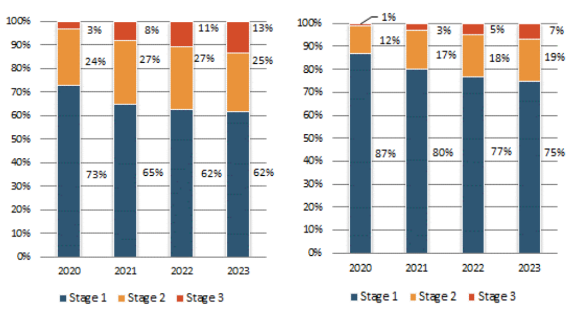 100%
90%
80%
70%
60%
50%
40%
30%
20%
10%
0%
3% 8% 11% 13%
24% 27% 27% 25%
73% 65% 62% 62%
2020 2021 2022 2023
Stage 1 Stage 2 Stage 3
100%
90%
80%
70%
60%
50%
40%
30%
20%
10%
0%
1% 3% 5% 7%
12% 17% 18% 19%
87% 80% 77% 75%
2020 2021 2022 2023
Stage 1 Stage 2 Stage 3